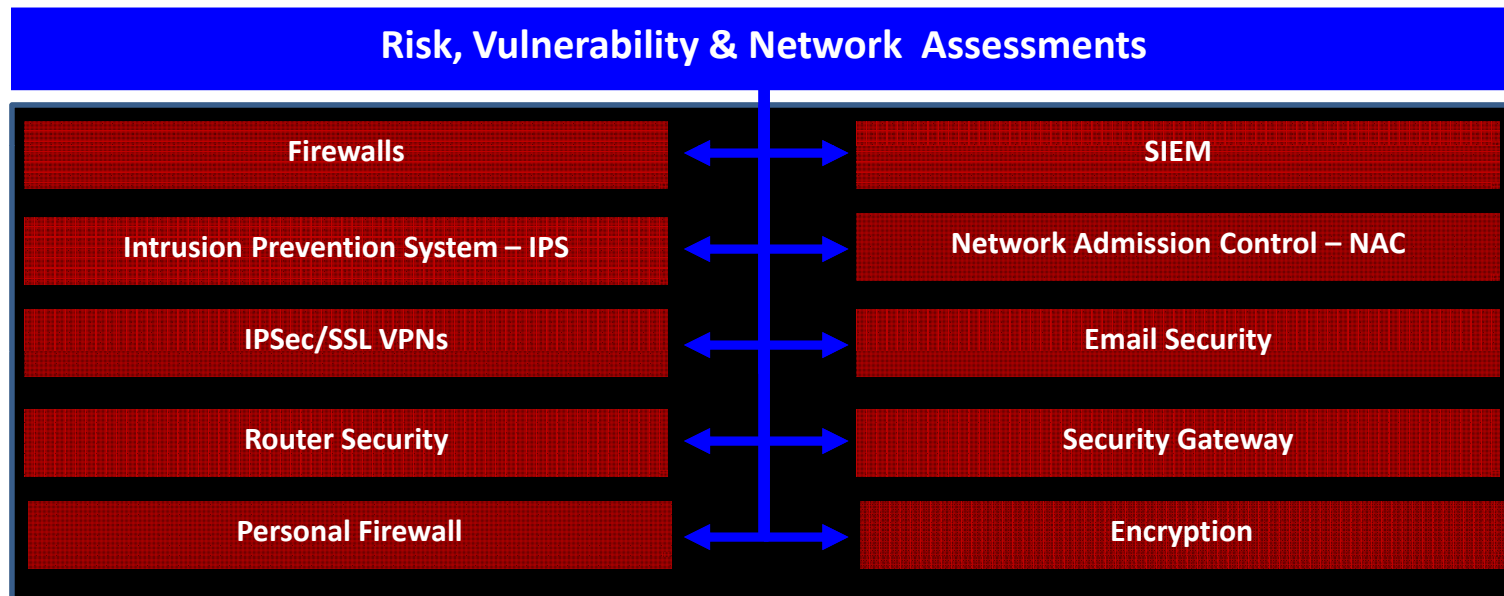 Risk, Vulnerability & Network Assessments
Firewalls
SIEM
Intrusion Prevention System – IPS
Network Admission Control – NAC
IPSec/SSL VPNs
Email Security
Router Security
Security Gateway
Personal Firewall
Encryption